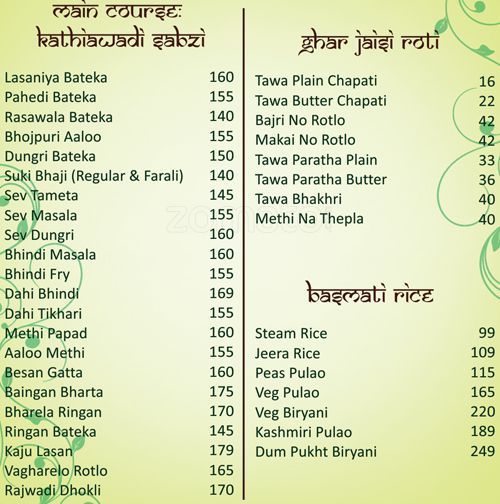 main course:
kathiawadi sabzi
Lasaniya Bateka 160
Pahedi Bateka 155
Rasawala Bateka 140
Bhojpuri Aaloo 155
Dungri Bateka 150
Suki Bhaji (Regular & Farali) 140
Sev Tameta 145
Sev Masala 155
Sev Dungri 160
Bhindi Masala 160
Bhindi Fry 155
Dahi Bhindi 169
Dahi Tikhari 155
Methi Papad 160
Aaloo Methi 155
Besan Gatta 160
Baingan Bharta 175
Bharela Ringan 170
Ringan Bateka 145
Kaju Lasan 179
Vagharelo Rotlo 165
Rajwadi Dhokli 170
ghar jaisi roti
Tawa Plain Chapati 16
Tawa Butter Chapati 22
Bajri No Rotlo 42
Makai No Rotlo 42
Tawa Paratha Plain 33
Tawa Paratha Butter 36
Tawa Bhakhri 40
Methi Na Thepla 40
basmati rice
Steam Rice 99
Jeera Rice 109
Peas Pulao 115
Veg Pulao 165
Veg Biryani 220
Kashmiri Pulao 189
Dum Pukht Biryani 249
zomato